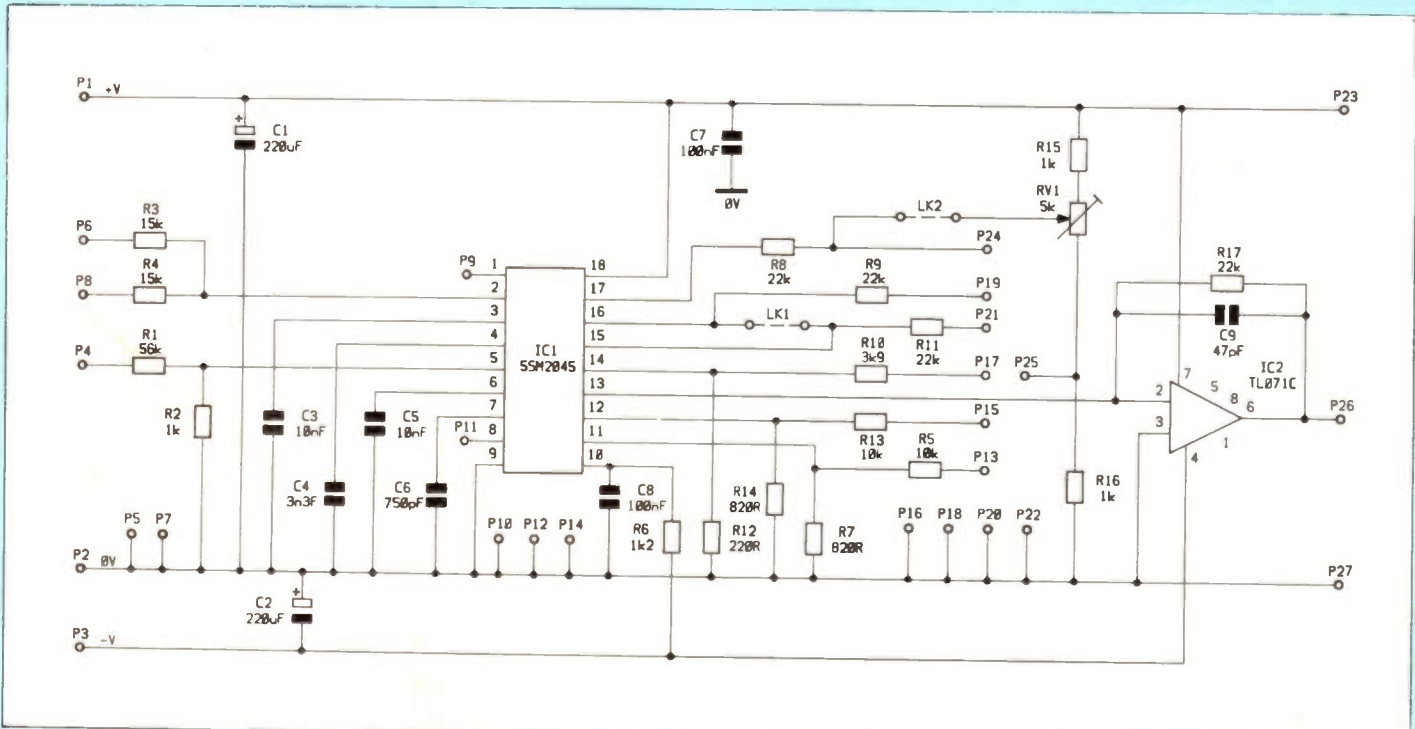 P1 +V
P23
C1
220uF
C7
100nF
0V
R15
1k
RV1
5k
LK2
P24
R3
15k
P6
R4
15k
P8
R1
56k
P4
R2
1k
P9
1
2
3
4
5
6
7
8
9
18
17
16
15
14
13
12
11
10
IC1
SSM2045
R8
22k
R9
22k
P19
LK1
P21
R11
22k
R10
3k9
P17
P25
R17
22k
C9
47pF
IC2
TL071C
2
3
7
5
8
6
1
4
P26
P15
R13
10k
R5
10k
P13
C3
10nF
C5
10nF
P11
C4
3n3F
C6
750pF
C8
100nF
R6
1k2
R14
820R
R12
220R
R7
820R
R16
1k
P5
P7
P10
P12
P14
P16
P18
P20
P22
P2 0V
P27
C2
220uF
P3 -V